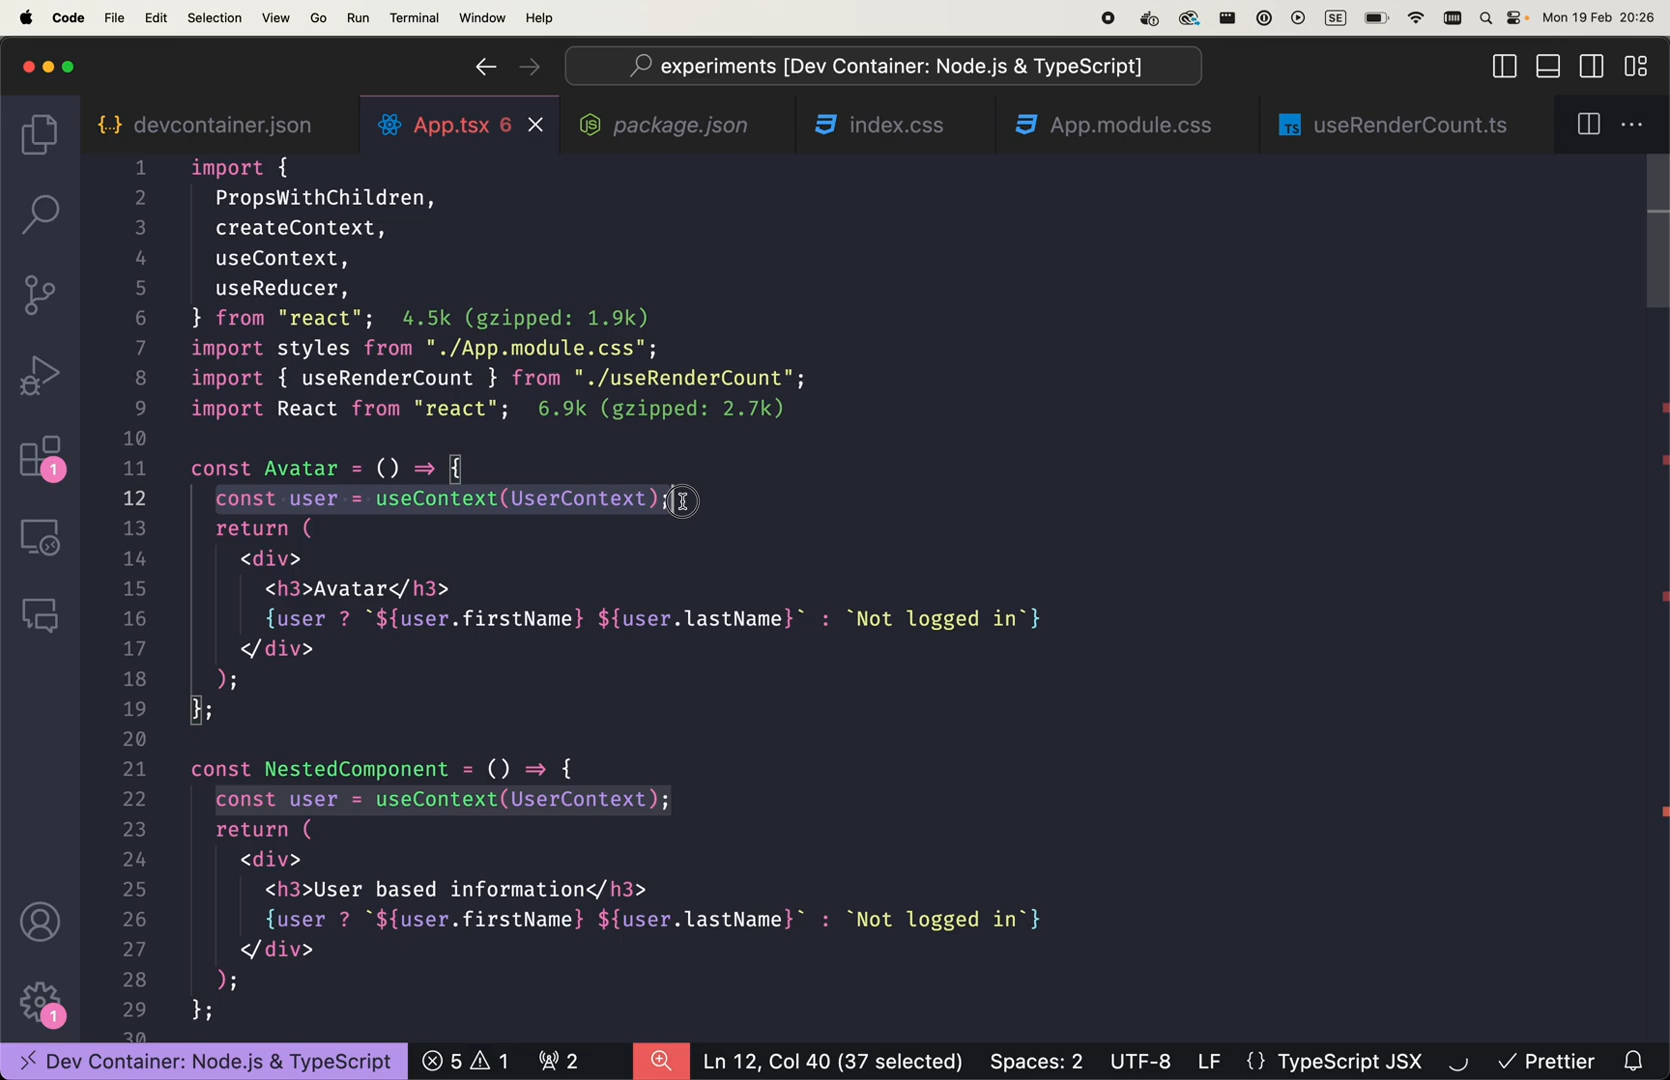 Code File Edit Selection View Go Run Terminal Window Help SE Mon 19 Feb 20:26
experiments [Dev Container: Node.js & TypeScript]
{..} devcontainer.json App.tsx 6 package.json index.css App.module.css TS useRenderCount.ts
1 import {
2 PropsWithChildren,
3 createContext,
4 useContext,
5 useReducer,
6 } from "react"; 4.5k (gzipped: 1.9k)
7 import styles from "./App.module.css";
8 import { useRenderCount } from "./useRenderCount";
9 import React from "react"; 6.9k (gzipped: 2.7k)
10
11 const Avatar = () => {
12 const user = useContext(UserContext);
13 return (
14 <div>
15 <h3>Avatar</h3>
16 {user ? `${user.firstName} ${user.lastName}` : `Not logged in`}
17 </div>
18 );
19 };
20
21 const NestedComponent = () => {
22 const user = useContext(UserContext);
23 return (
24 <div>
25 <h3>User based information</h3>
26 {user ? `${user.firstName} ${user.lastName}` : `Not logged in`}
27 </div>
28 );
29 };
30
1
1
Dev Container: Node.js & TypeScript 5 1 2 Ln 12, Col 40 (37 selected) Spaces: 2 UTF-8 LF {} TypeScript JSX Prettier